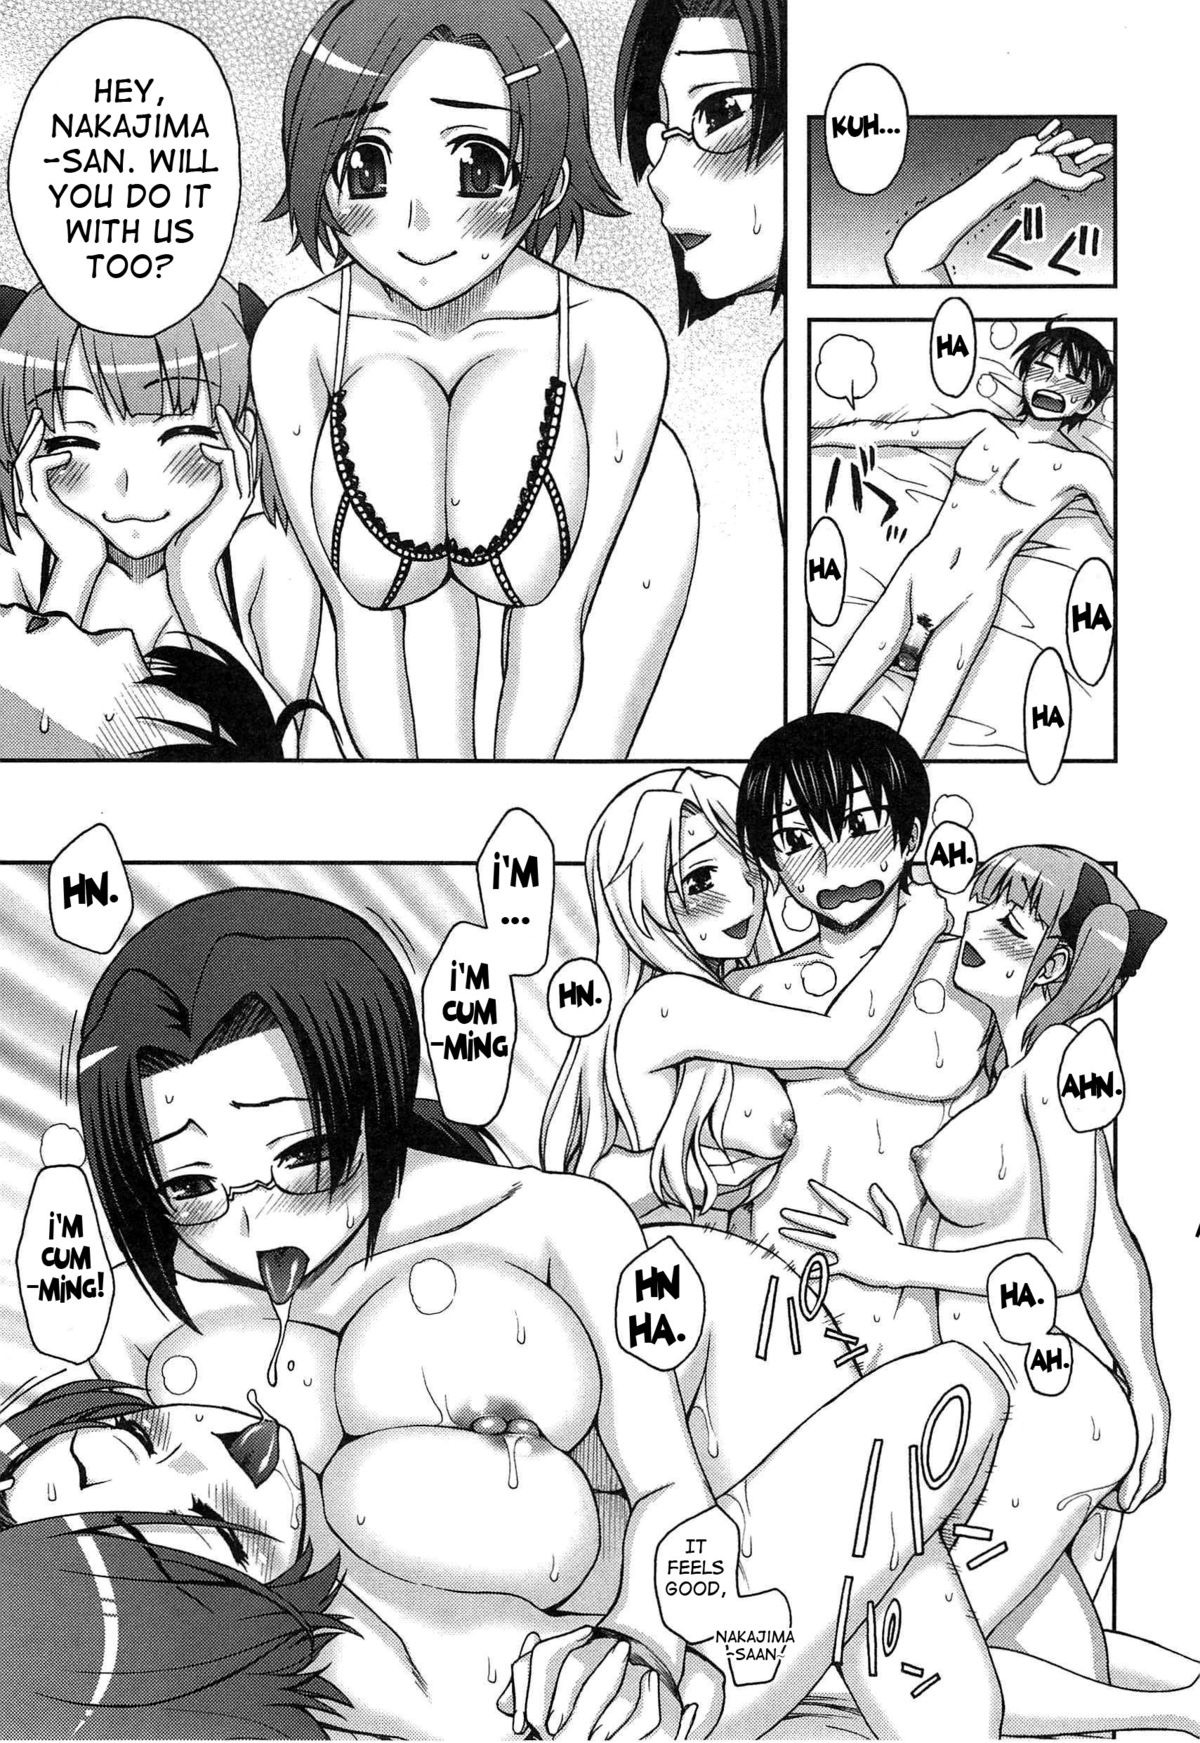 KUH...
HA
HA
HA
HA
HEY,
NAKAJIMA
-SAN. WILL
YOU DO IT
WITH US
TOO?
AH.
HN.
AHN.
HA.
AH.
HN
HA.
I'M
...
I'M
CUM
-MING
HN.
I'M
CUM
-MING!
IT
FEELS
GOOD,
NAKAJIMA
-SAAN~